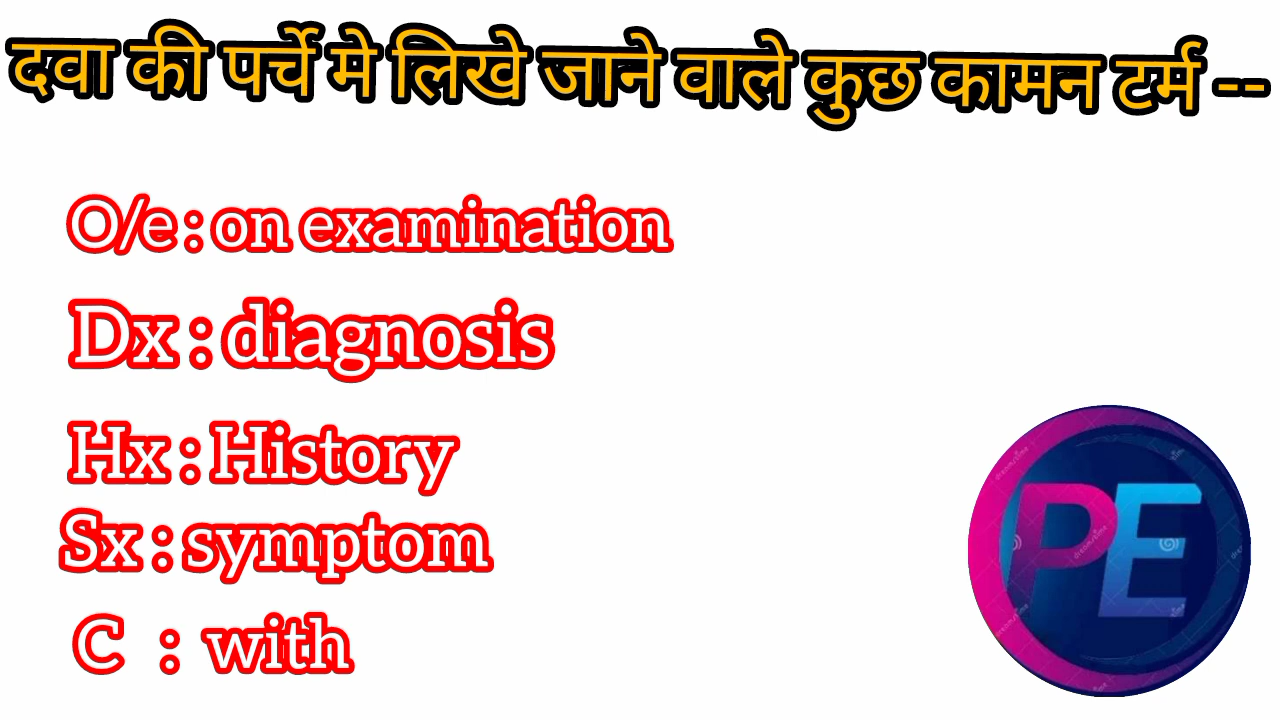 दवा की पर्चे मे लिखे जाने वाले कुछ कामन टर्म --
O/e : on examination
Dx : diagnosis
Hx : History
Sx : symptom
C : with
PE